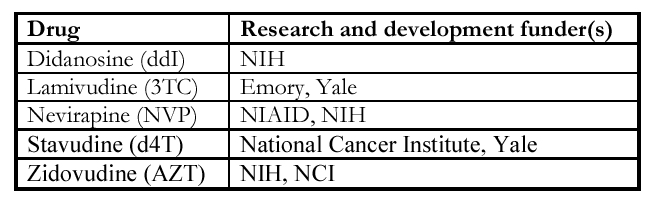 Drug Research and development funder(s)
Didanosine (ddI) NIH
Lamivudine (3TC) Emory, Yale
Nevirapine (NVP) NIAID, NIH
Stavudine (d4T) National Cancer Institute, Yale
Zidovudine (AZT) NIH, NCI